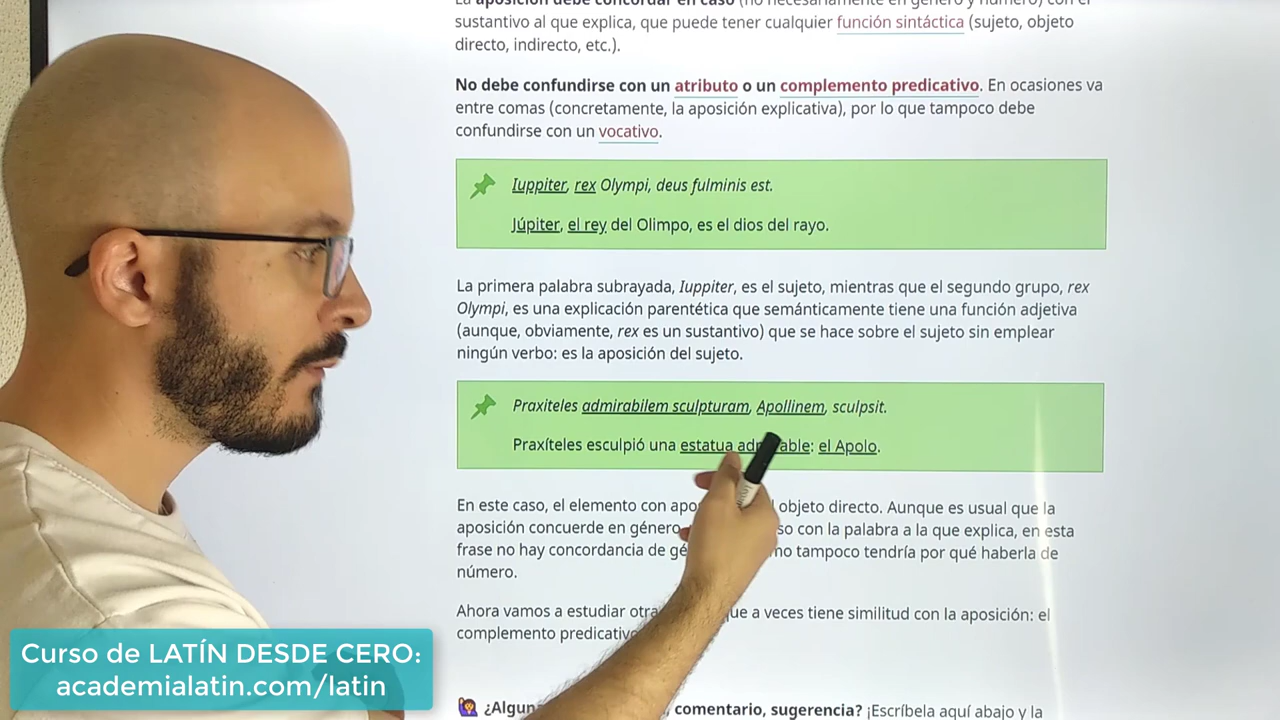 La aposición debe concordar en caso (no necesariamente en género y número) con el
sustantivo al que explica, que puede tener cualquier función sintáctica (sujeto, objeto
directo, indirecto, etc.).
No debe confundirse con un atributo o un complemento predicativo. En ocasiones va
entre comas (concretamente, la aposición explicativa), por lo que tampoco debe
confundirse con un vocativo.
Iuppiter, rex Olympi, deus fulminis est.
Júpiter, el rey del Olimpo, es el dios del rayo.
La primera palabra subrayada, Iuppiter, es el sujeto, mientras que el segundo grupo, rex
Olympi, es una explicación parentética que semánticamente tiene una función adjetiva
(aunque, obviamente, rex es un sustantivo) que se hace sobre el sujeto sin emplear
ningún verbo: es la aposición del sujeto.
Praxiteles admirabilem sculpturam, Apollinem, sculpsit.
Praxíteles esculpió una estatua admirable: el Apolo.
En este caso, el elemento con apo objeto directo. Aunque es usual que la
aposición concuerde en género so con la palabra a la que explica, en esta
frase no hay concordancia de gé no tampoco tendría por qué haberla de
número.
Ahora vamos a estudiar otra que a veces tiene similitud con la aposición: el
complemento predicativo
¿Algun , comentario, sugerencia? ¡Escríbela aquí abajo y la
Curso de LATÍN DESDE CERO:
academialatin.com/latin